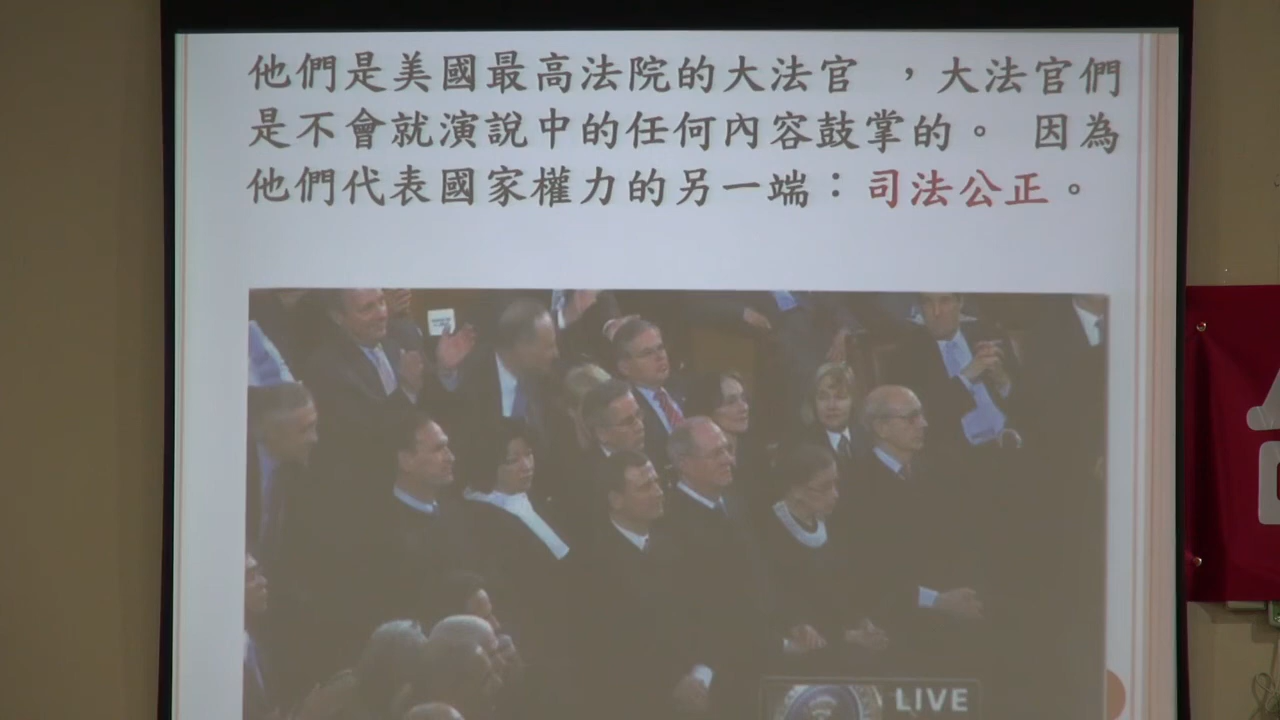 他們是美國最高法院的大法官 ，大法官們
是不會就演說中的任何內容鼓掌的。 因為
他們代表國家權力的另一端：司法公正。
LIVE